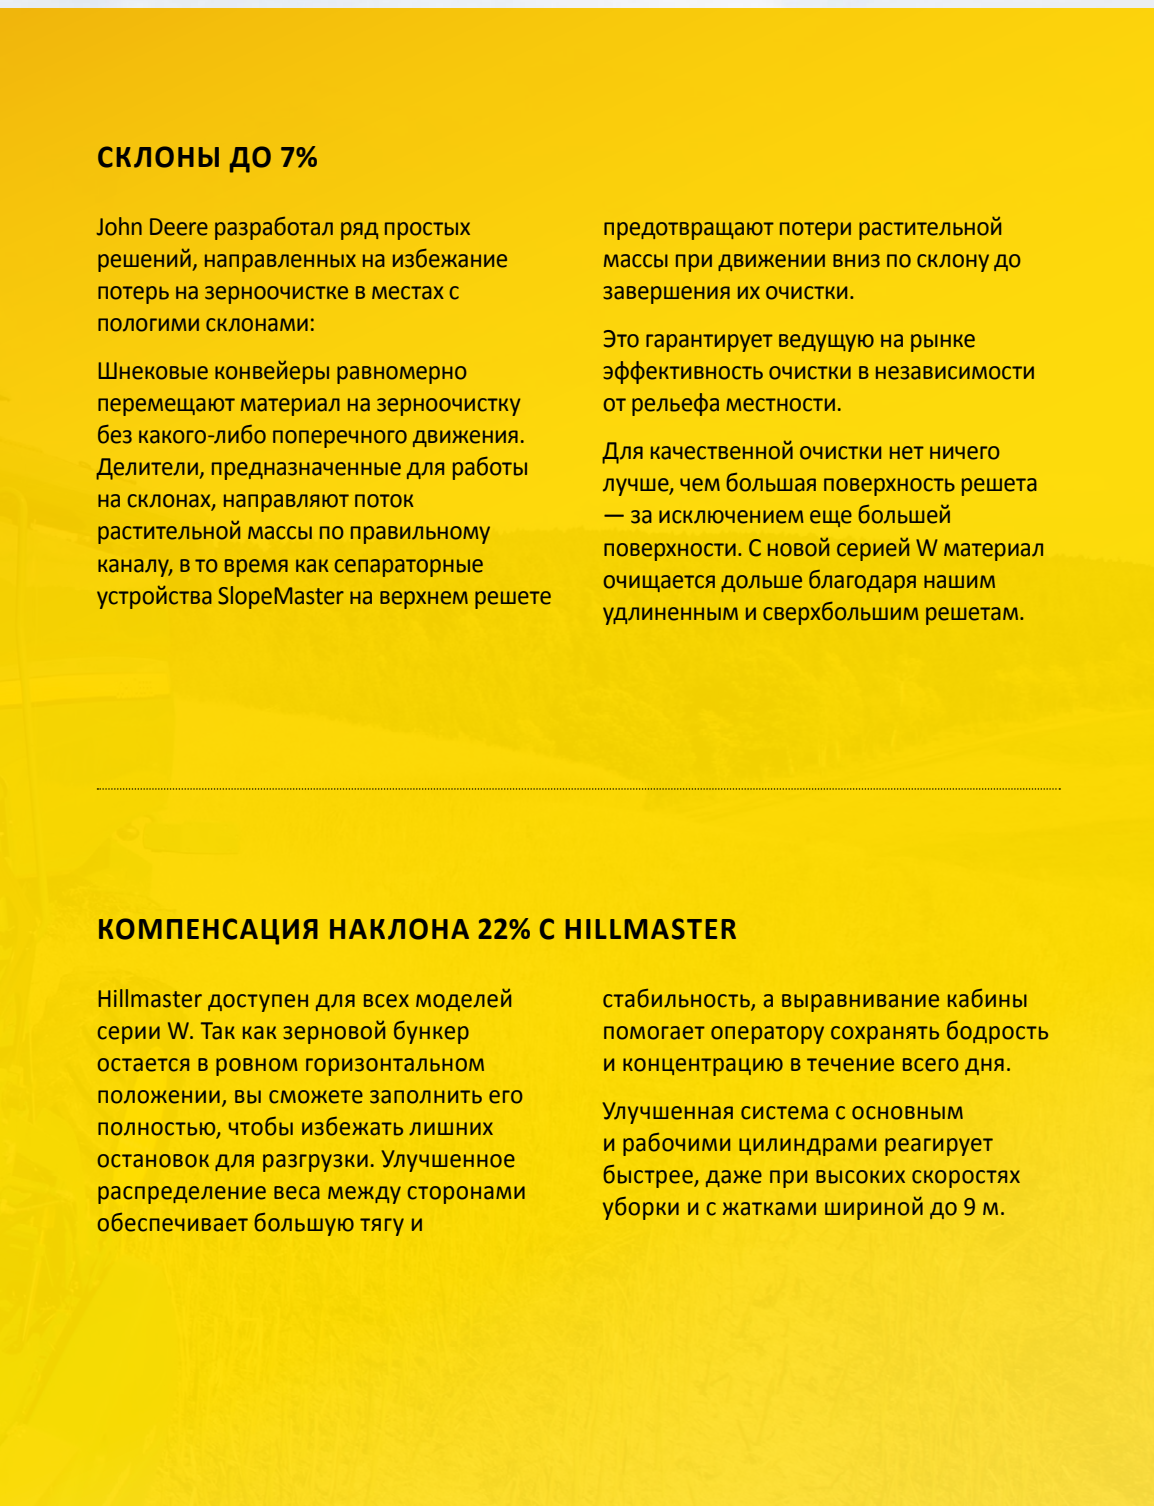 СКЛОНЫ ДО 7%
John Deere разработал ряд простых
решений, направленных на избежание
потерь на зерноочистке в местах с
пологими склонами:
Шнековые конвейеры равномерно
перемещают материал на зерноочистку
без какого-либо поперечного движения.
Делители, предназначенные для работы
на склонах, направляют поток
растительной массы по правильному
каналу, в то время как сепараторные
устройства SlopeMaster на верхнем решете
предотвращают потери растительной
массы при движении вниз по склону до
завершения их очистки.
Это гарантирует ведущую на рынке
эффективность очистки в независимости
от рельефа местности.
Для качественной очистки нет ничего
лучше, чем большая поверхность решета
— за исключением еще большей
поверхности. С новой серией W материал
очищается дольше благодаря нашим
удлиненным и сверхбольшим решетам.
КОМПЕНСАЦИЯ НАКЛОНА 22% С HILLMASTER
Hillmaster доступен для всех моделей
серии W. Так как зерновой бункер
остается в ровном горизонтальном
положении, вы сможете заполнить его
полностью, чтобы избежать лишних
остановок для разгрузки. Улучшенное
распределение веса между сторонами
обеспечивает большую тягу и
стабильность, а выравнивание кабины
помогает оператору сохранять бодрость
и концентрацию в течение всего дня.
Улучшенная система с основным
и рабочими цилиндрами реагирует
быстрее, даже при высоких скоростях
уборки и с жатками шириной до 9 м.